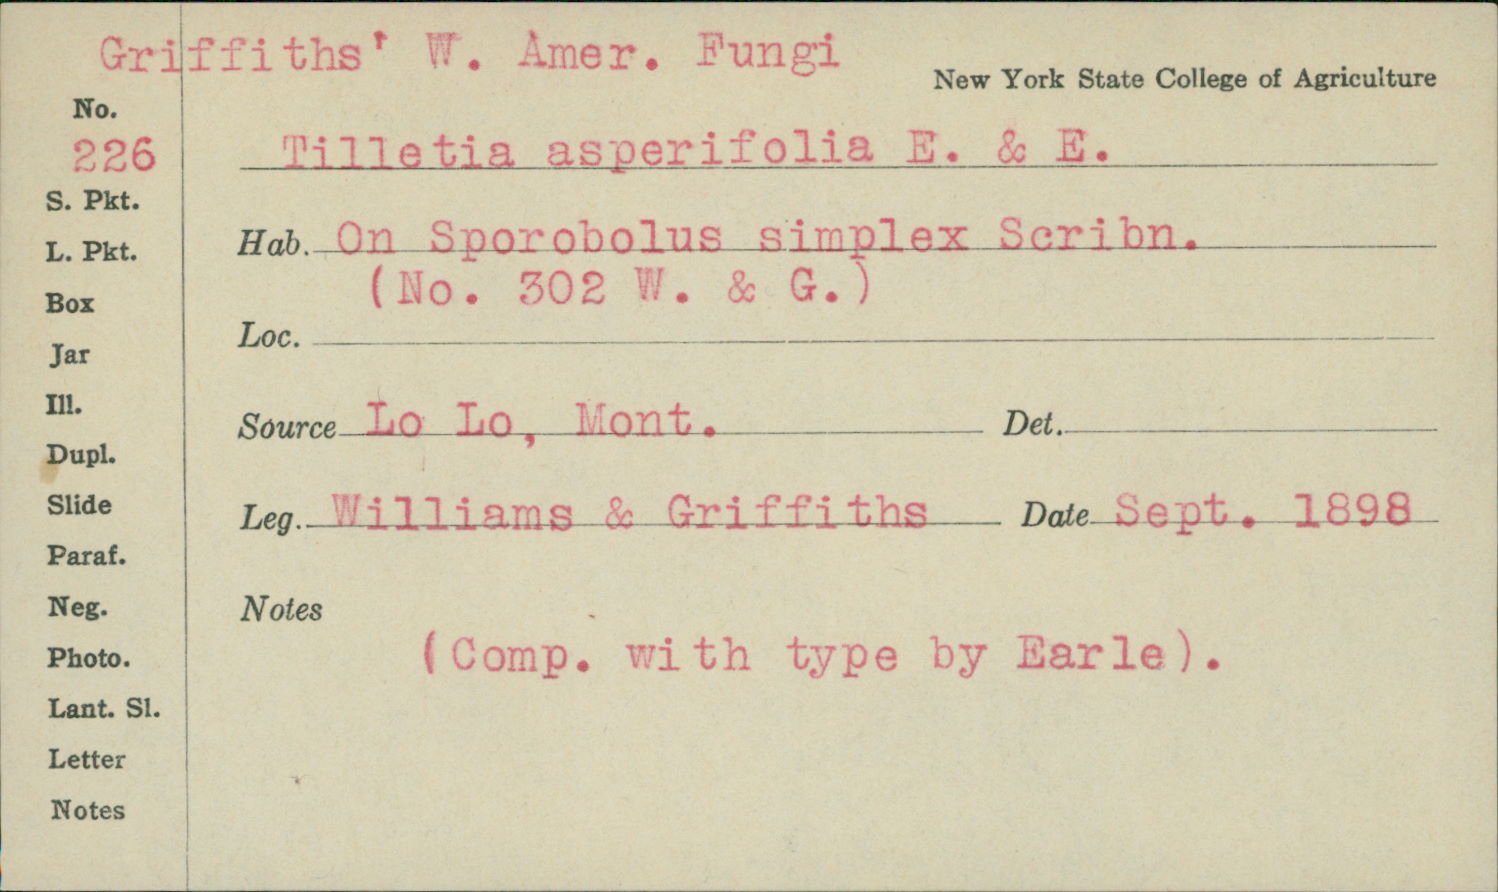 Griffiths' W. Amer. Fungi
New York State College of Agriculture
No.
226
Tilletia asperifolia E. & E.
S. Pkt.
L. Pkt.
Hab. On Sporobolus simplex Scribn.
(No. 302 W. & G.)
Box
Loc.
Jar
Ill.
Source Lo Lo, Mont. Det.
Dupl.
Slide
Leg. Williams & Griffiths Date Sept. 1898
Paraf.
Neg.
Notes
Photo.
(Comp. with type by Earle).
Lant. Sl.
Letter
Notes